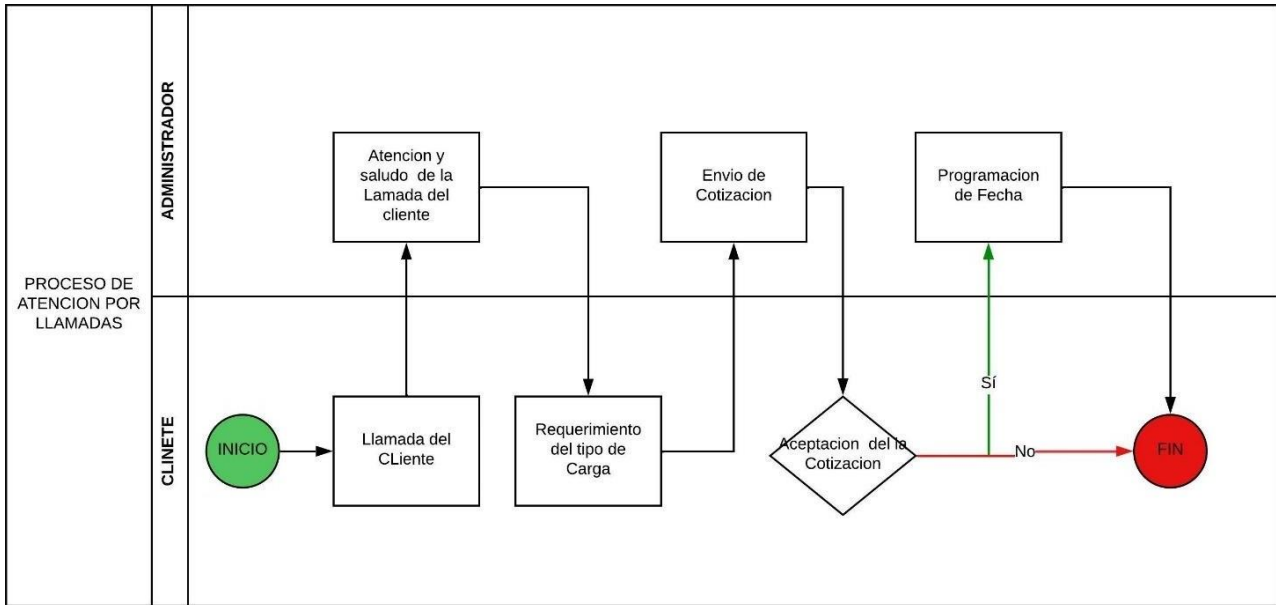 PROCESO DE
ATENCION POR
LLAMADAS
ADMINISTRADOR
Atencion y
saludo de la
Lamada del
cliente
Envio de
Cotizacion
Programacion
de Fecha
CLINETE
INICIO
Llamada del
CLiente
Requerimiento
del tipo de
Carga
Aceptacion del la
Cotizacion
Sí
No
FIN